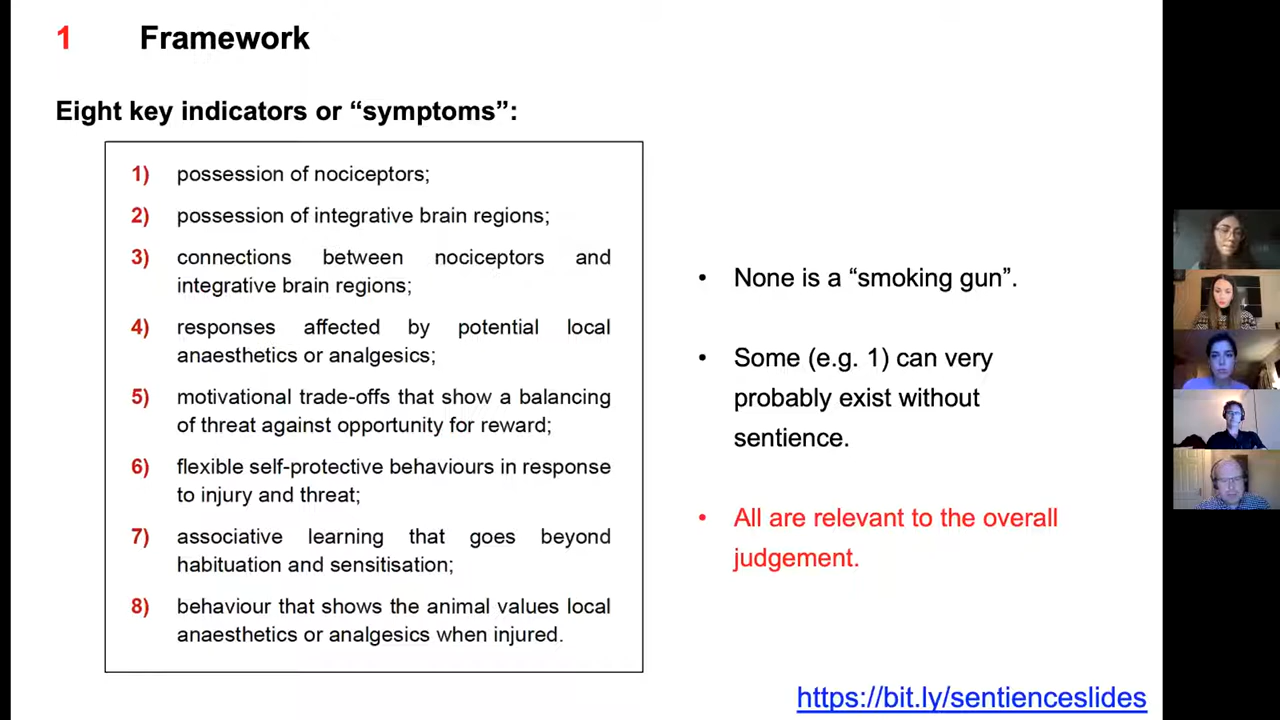 1 Framework
Eight key indicators or “symptoms”:
1) possession of nociceptors;
2) possession of integrative brain regions;
3) connections between nociceptors and
integrative brain regions;
4) responses affected by potential local
anaesthetics or analgesics;
5) motivational trade-offs that show a balancing
of threat against opportunity for reward;
6) flexible self-protective behaviours in response
to injury and threat;
7) associative learning that goes beyond
habituation and sensitisation;
8) behaviour that shows the animal values local
anaesthetics or analgesics when injured.
• None is a “smoking gun”.
• Some (e.g. 1) can very
probably exist without
sentience.
• All are relevant to the overall
judgement.
https://bit.ly/sentienceslides